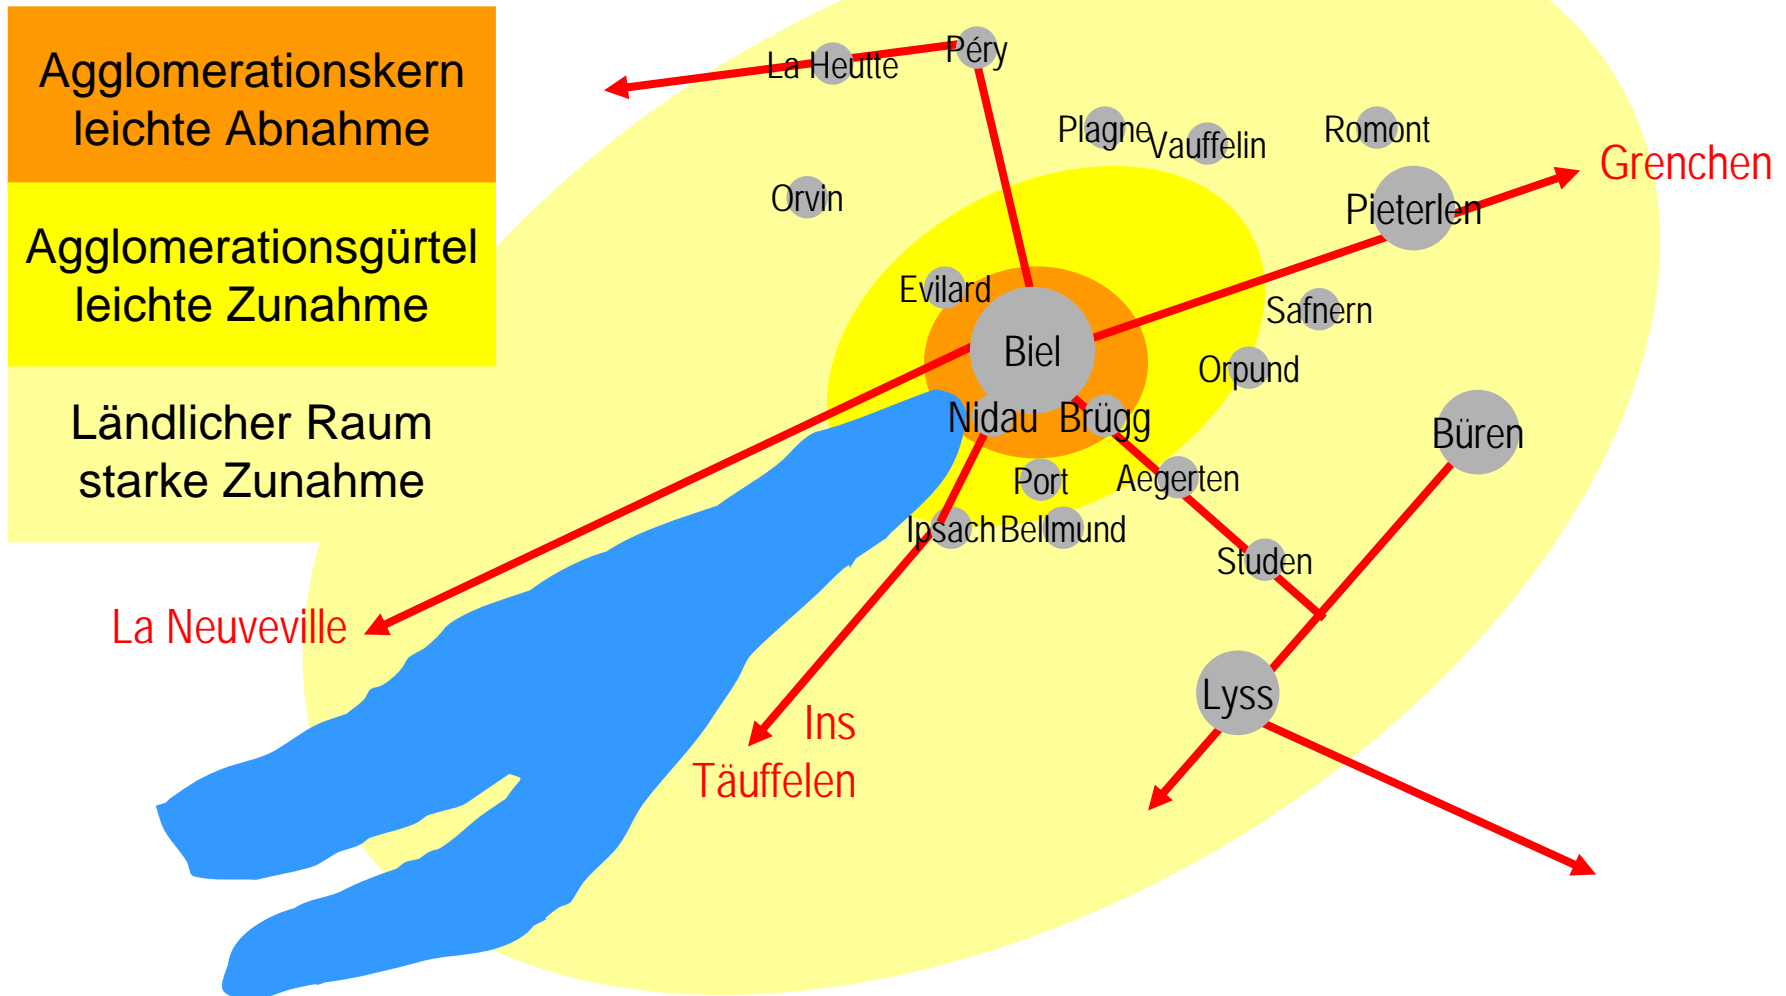 Agglomerationskern
leichte Abnahme
Agglomerationsgürtel
leichte Zunahme
Ländlicher Raum
starke Zunahme
Péry
La Heutte
Plagne
Vauffelin
Romont
Grenchen
Orvin
Pieterlen
Evilard
Safnern
Biel
Orpund
Nidau
Brügg
Büren
Port
Aegerten
Ipsach
Bellmund
Studen
La Neuveville
Lyss
Ins
Täuffelen